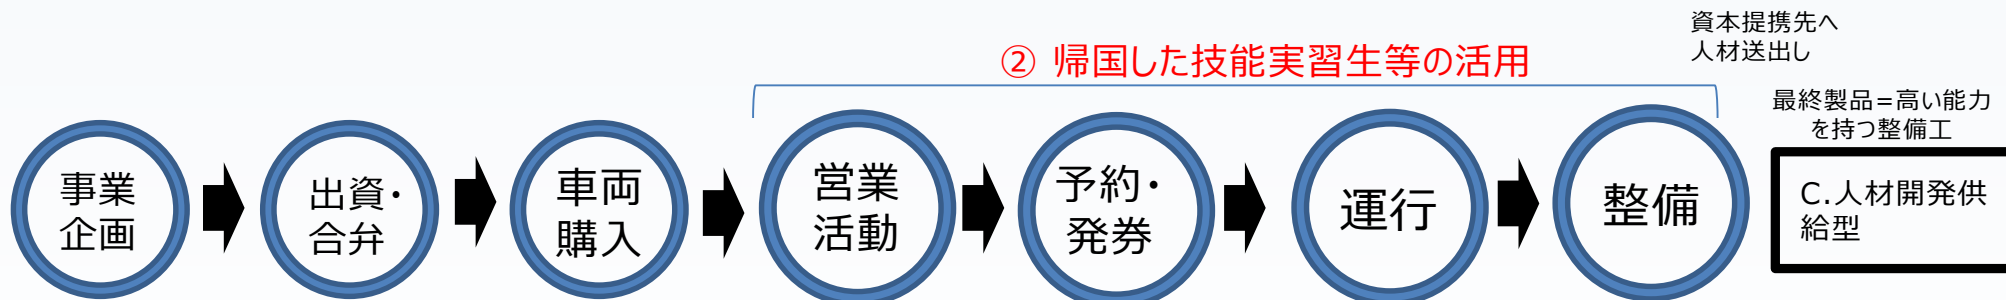 資本提携先へ
人材送出し
② 帰国した技能実習生等の活用
最終製品=高い能力
を持つ整備工
事業
企画
出資・
合弁
車両
購入
営業
活動
予約・
発券
運行
整備
C.人材開発供
給型